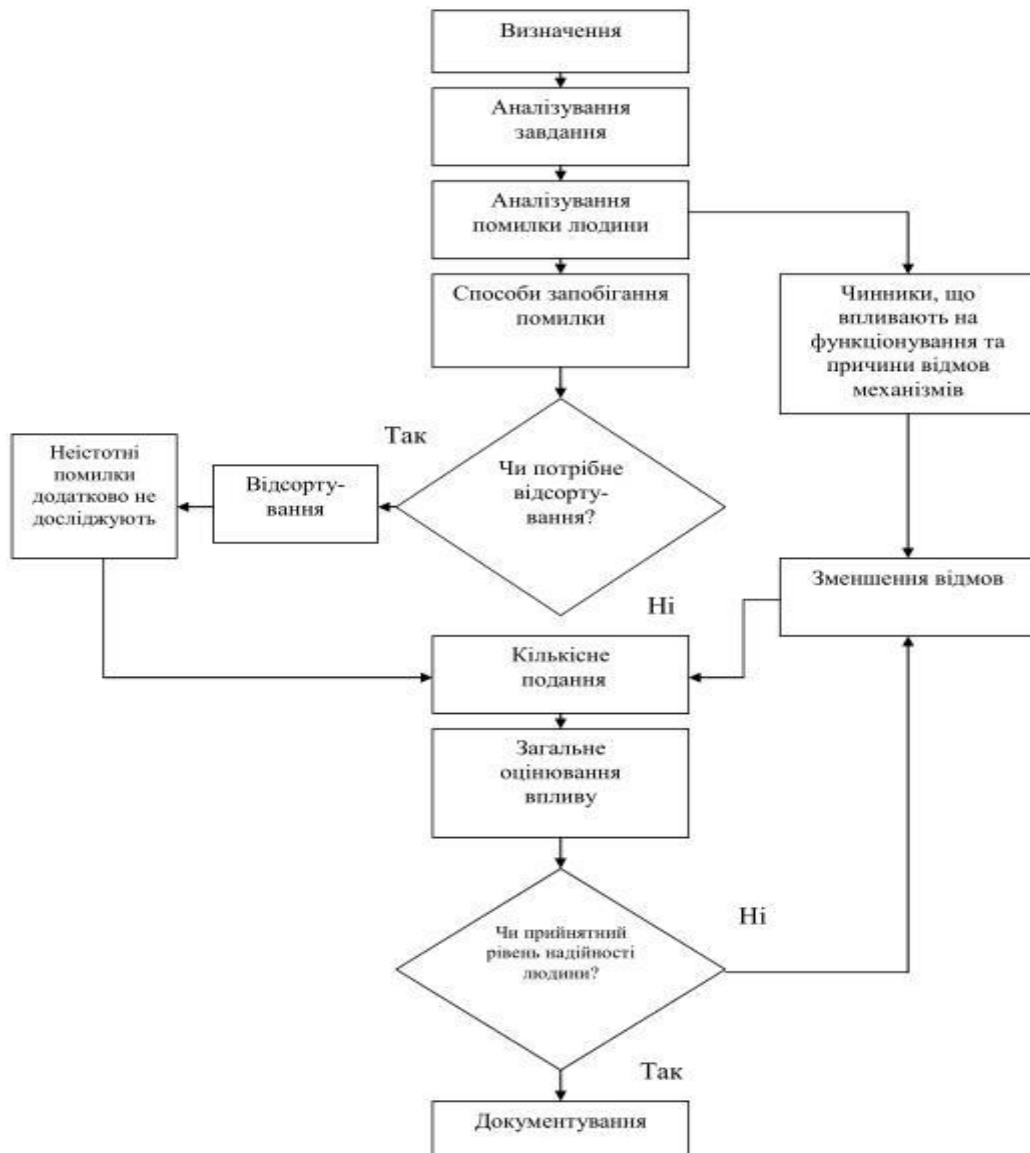 Визначення
Аналізування
завдання
Аналізування
помилки людини
Способи запобігання
помилки
Чинники, що
впливають на
функціонування та
причини відмов
механізмів
Так
Неістотні
помилки
додатково не
досліджують
Відсорту-
вання
Чи потрібне
відсорту-
вання?
Зменшення відмов
Ні
Кількісне
подання
Загальне
оцінювання
впливу
Ні
Чи прийнятний
рівень надійності
людини?
Так
Документування